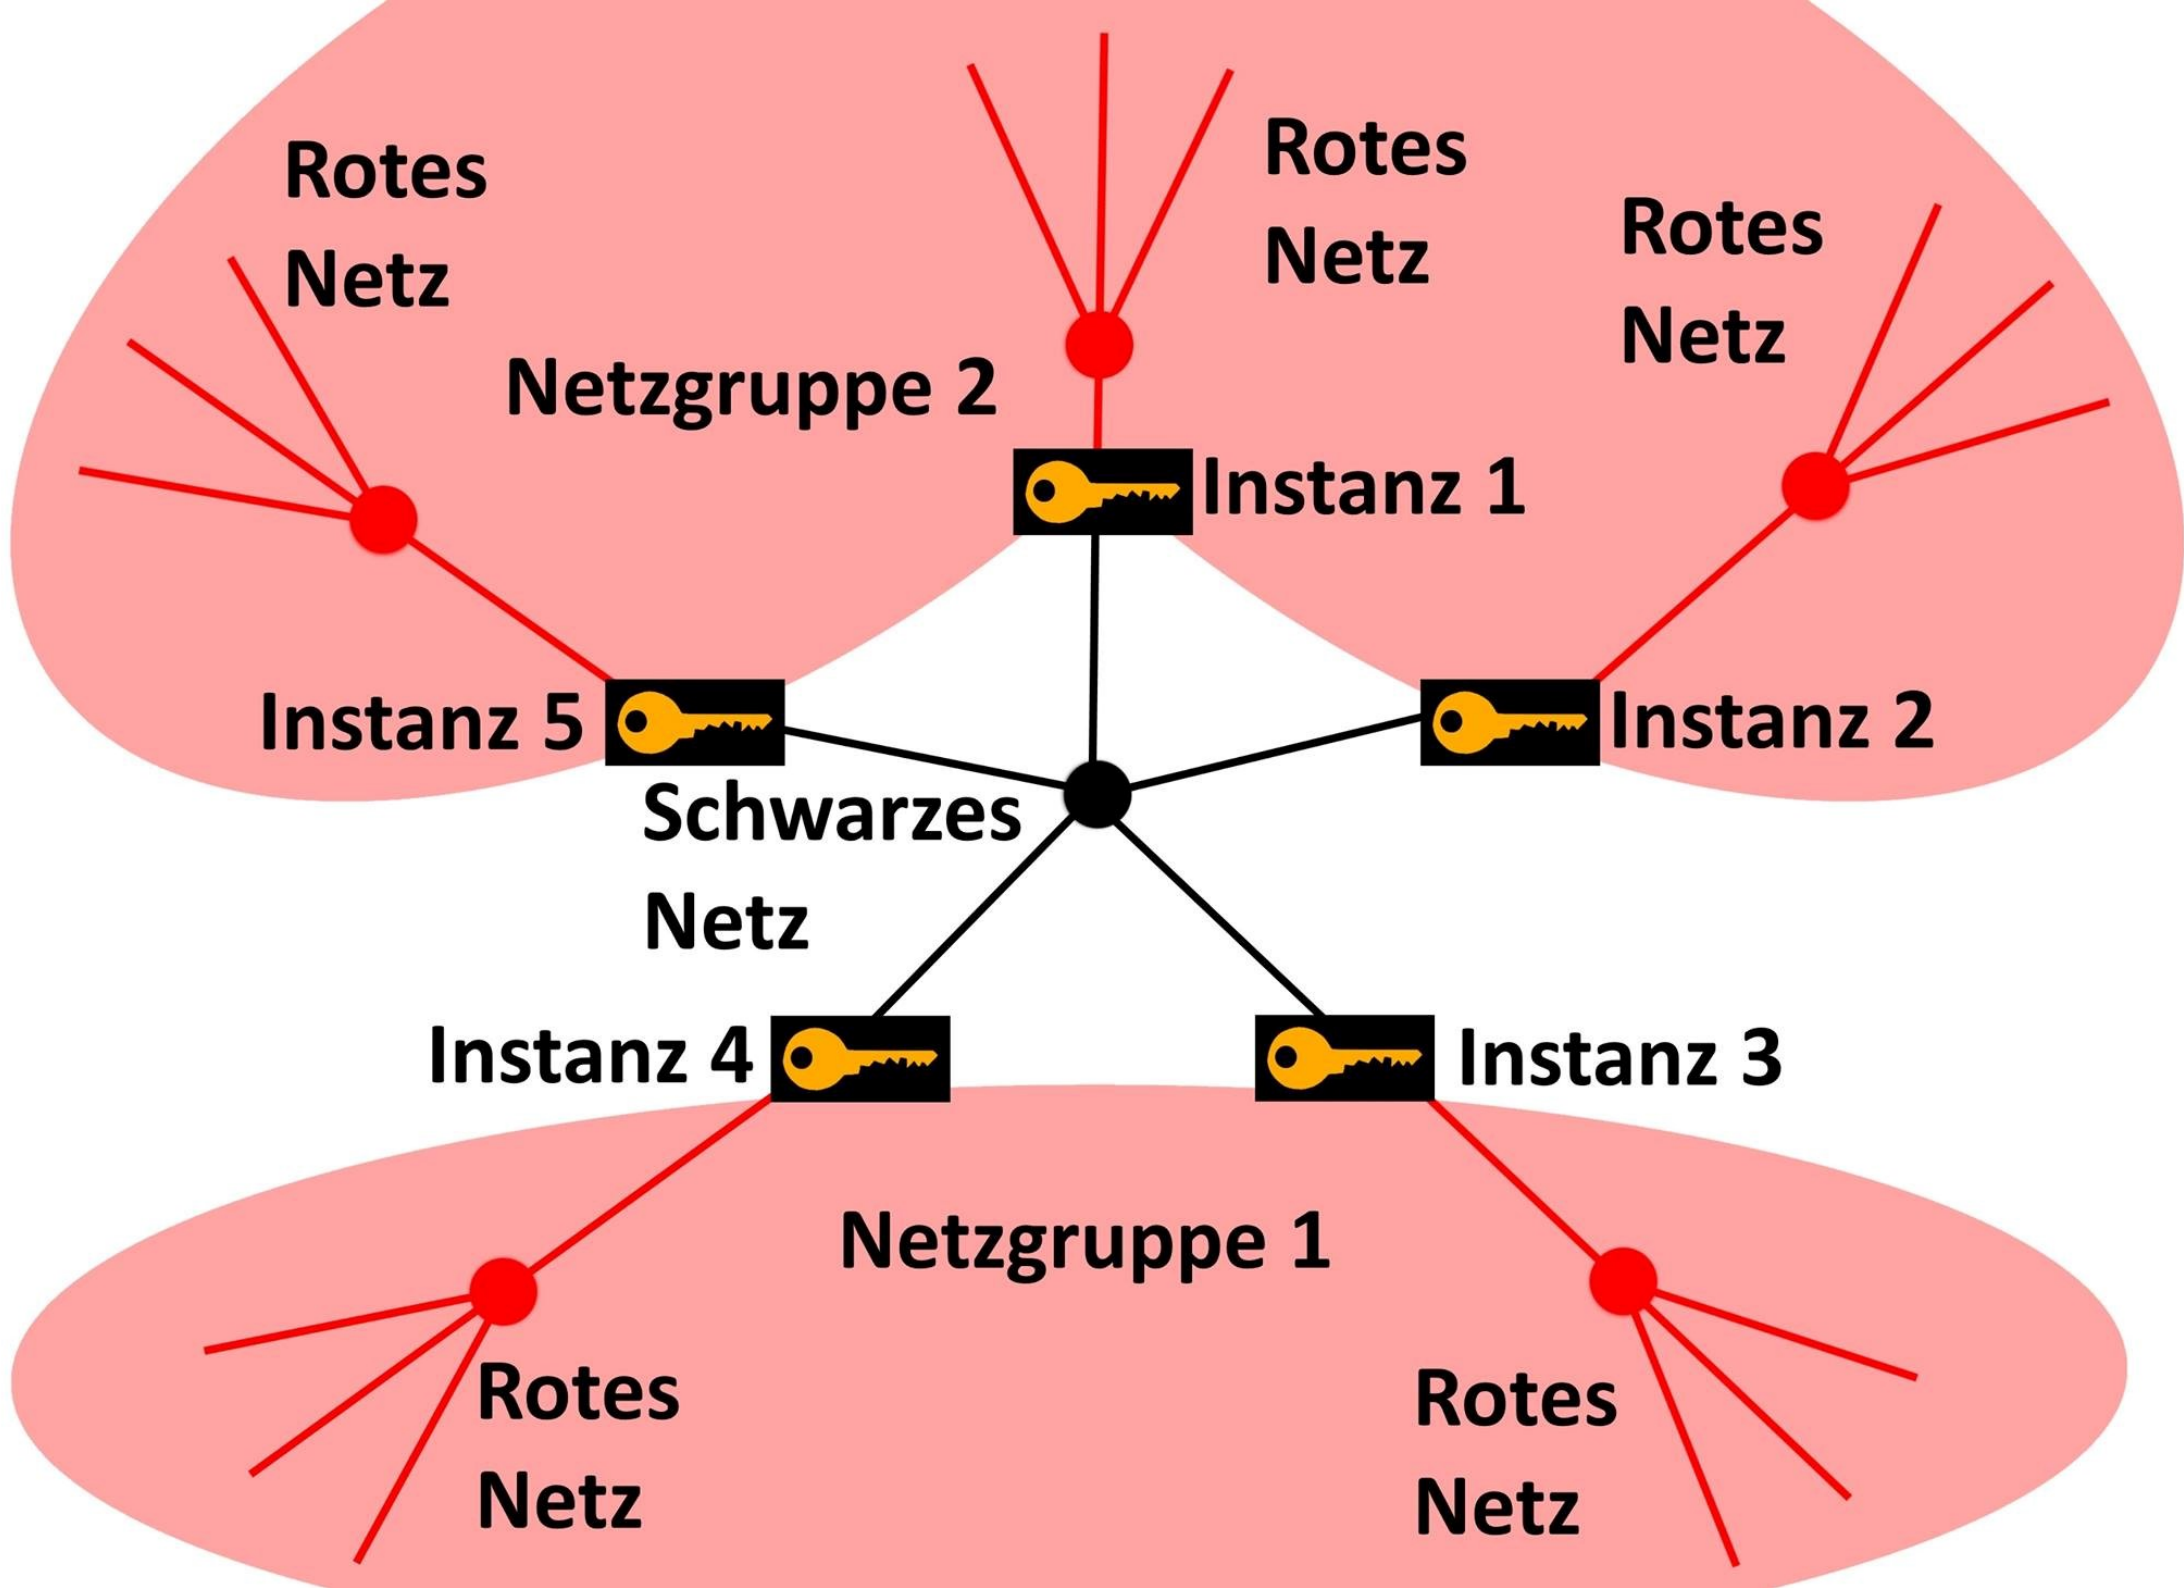 Rotes
Netz
Rotes
Netz
Rotes
Netz
Netzgruppe 2
Instanz 1
Instanz 5
Instanz 2
Schwarzes
Netz
Instanz 4
Instanz 3
Netzgruppe 1
Rotes
Netz
Rotes
Netz